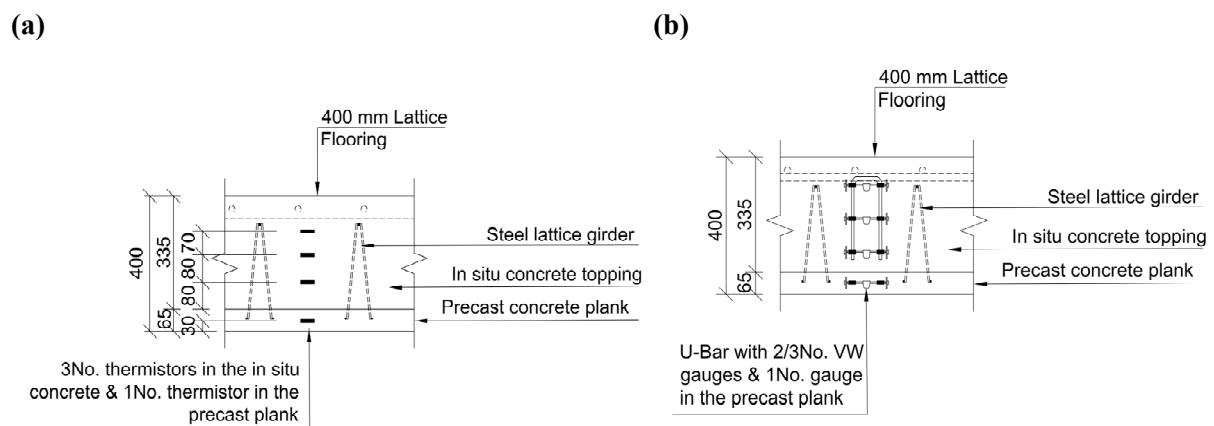 (a)
400 mm Lattice
Flooring
400
335
70
80
80
65
30
Steel lattice girder
In situ concrete topping
Precast concrete plank
3No. thermistors in the in situ
concrete & 1No. thermistor in the
precast plank
(b)
400 mm Lattice
Flooring
400
335
65
Steel lattice girder
In situ concrete topping
Precast concrete plank
U-Bar with 2/3No. VW
gauges & 1No. gauge
in the precast plank